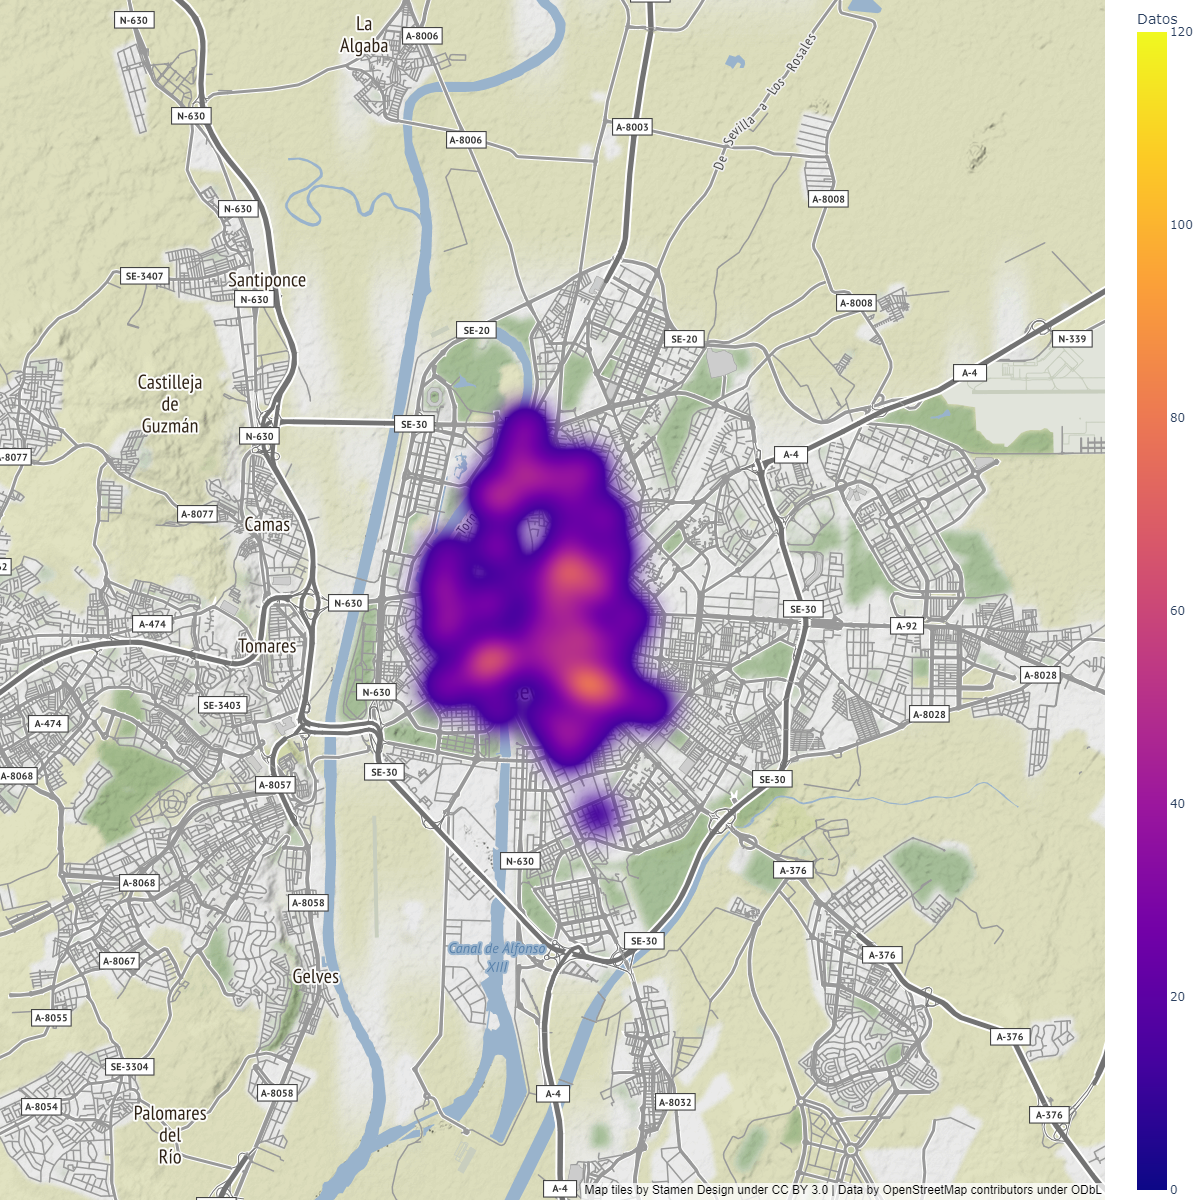 Datos
120
100
80
60
40
20
0
N-630
La
Algaba
A-8006
N-630
A-8003
A-8006
De Sevilla a Los Rosales
A-8008
N-630
SE-3407
Santiponce
N-630
A-8008
SE-20
SE-20
N-339
A-4
Castilleja
de
Guzmán
SE-30
N-630
A-8077
A-4
A-8077
Camas
N-630
SE-30
A-474
A-92
Tomares
A-8028
N-630
SE-3403
A-8028
A-474
SE-30
A-8068
A-8057
SE-30
N-630
A-376
A-8068
A-8058
SE-30
Canal de Alfonso
XIII
A-376
A-8067
Gelves
A-8055
A-376
SE-3304
A-8058
A-4
A-8032
A-8054
Palomares
del
Río
A-376
A-4
Map tiles by Stamen Design under CC BY 3.0 | Data by OpenStreetMap contributors under ODbL